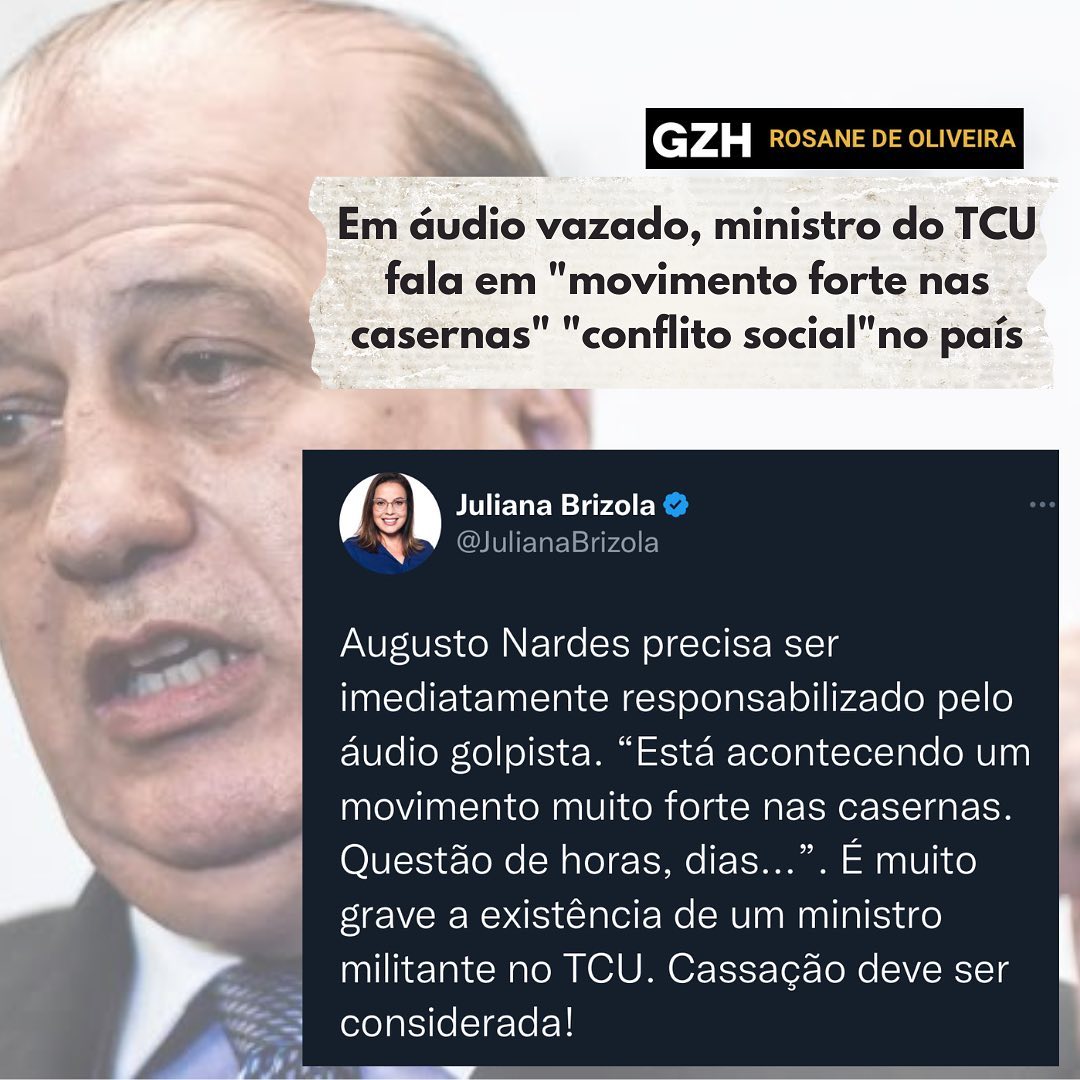 GZH ROSANE DE OLIVEIRA
Em áudio vazado, ministro do TCU
fala em "movimento forte nas
casernas" "conflito social"no país
Juliana Brizola
@JulianaBrizola
Augusto Nardes precisa ser
imediatamente responsabilizado pelo
áudio golpista. “Está acontecendo um
movimento muito forte nas casernas.
Questão de horas, dias...”. É muito
grave a existência de um ministro
militante no TCU. Cassação deve ser
considerada!